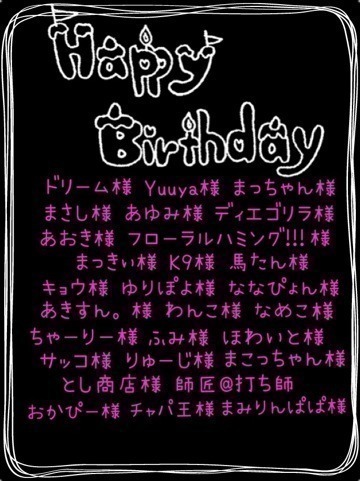 Happy
Birthday
ドリーム様 Yuuya様 まっちゃん様
まさし様 あゆみ様 ディエゴリラ様
あおき様 フローラルハミング!!!様
まっきぃ様 K9様 馬たん様
キョウ様 ゆりぽよ様 ななぴょん様
あきすん。様 わんこ様 なめこ様
ちゃーりー様 ふみ様 ほわいと様
サッコ様 りゅーじ様 まこっちゃん様
とし商店様 師匠@打ち師
おかぴー様 チャパ王様 まみりんぱぱ様